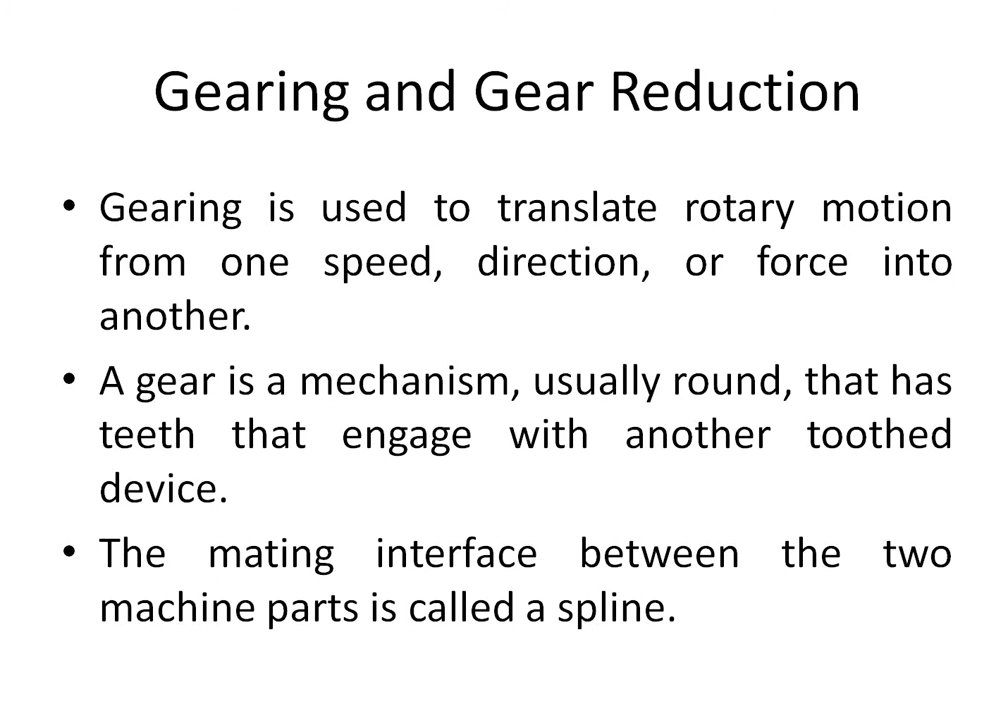 Gearing and Gear Reduction
• Gearing is used to translate rotary motion
from one speed, direction, or force into
another.
• A gear is a mechanism, usually round, that has
teeth that engage with another toothed
device.
• The mating interface between the two
machine parts is called a spline.